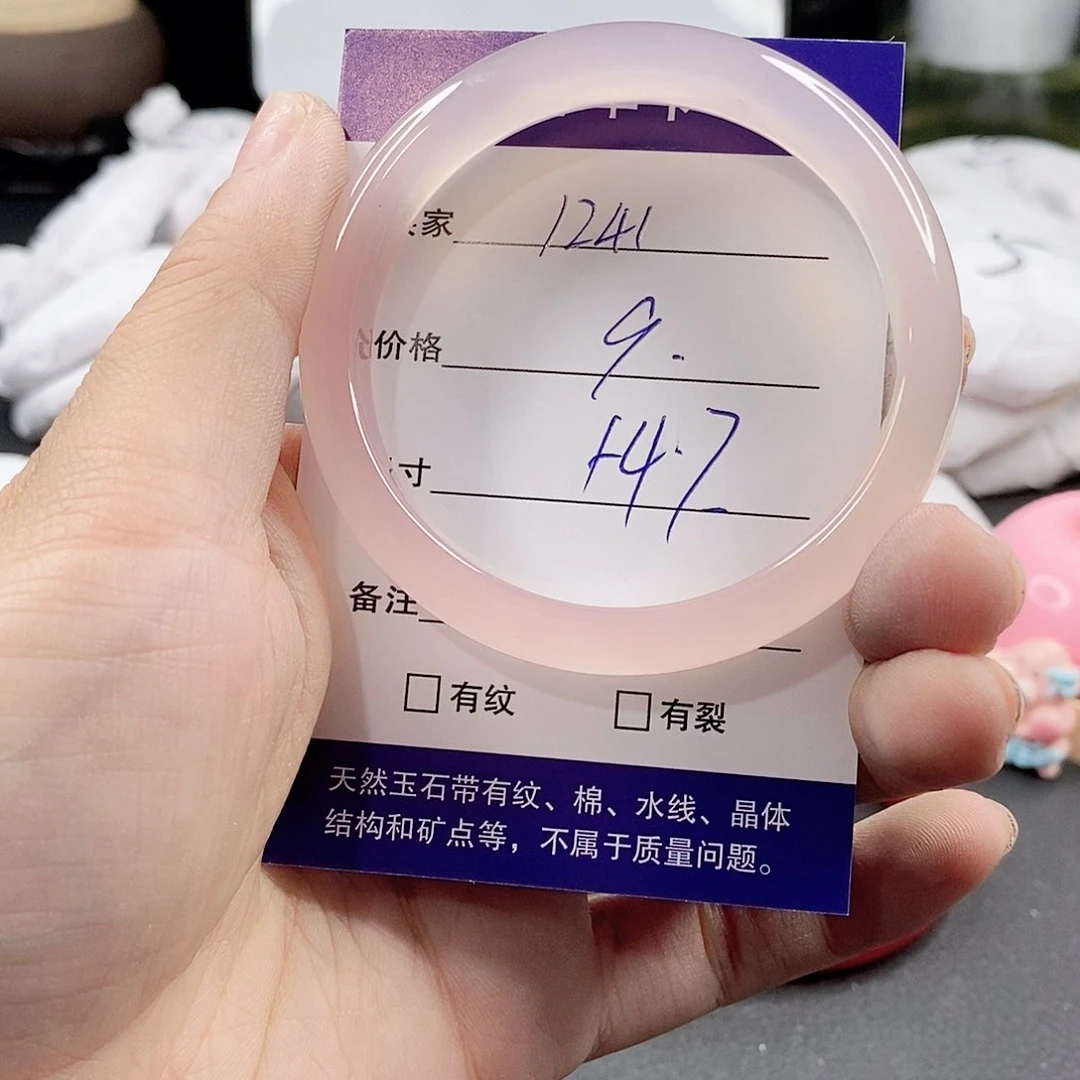 家 1241
价格 9.
寸 +4.7
备注
有纹 有裂
天然玉石带有纹、棉、水线、晶体
结构和矿点等，不属于质量问题。